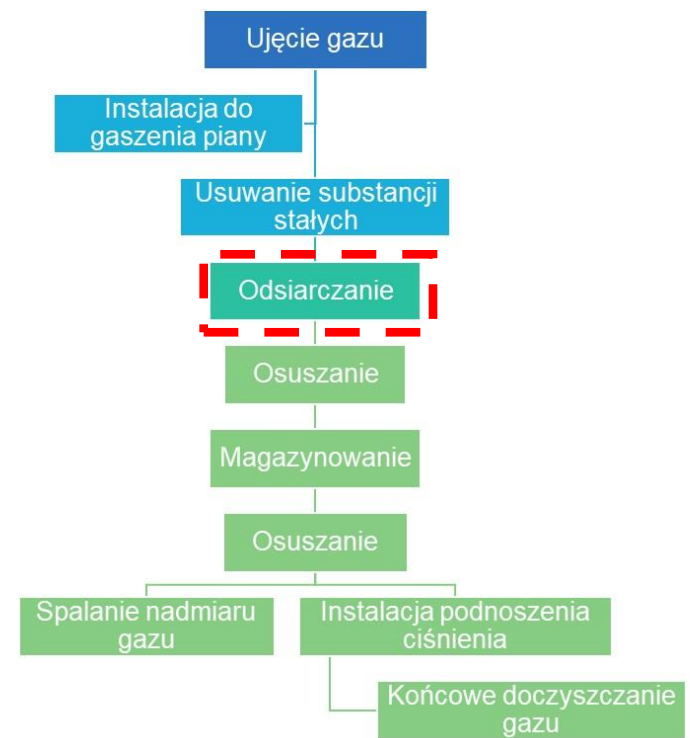 Ujęcie gazu
Instalacja do
gaszenia piany
Usuwanie substancji
stałych
Odsiarczanie
Osuszanie
Magazynowanie
Osuszanie
Spalanie nadmiaru
gazu
Instalacja podnoszenia
ciśnienia
Końcowe doczyszczanie
gazu